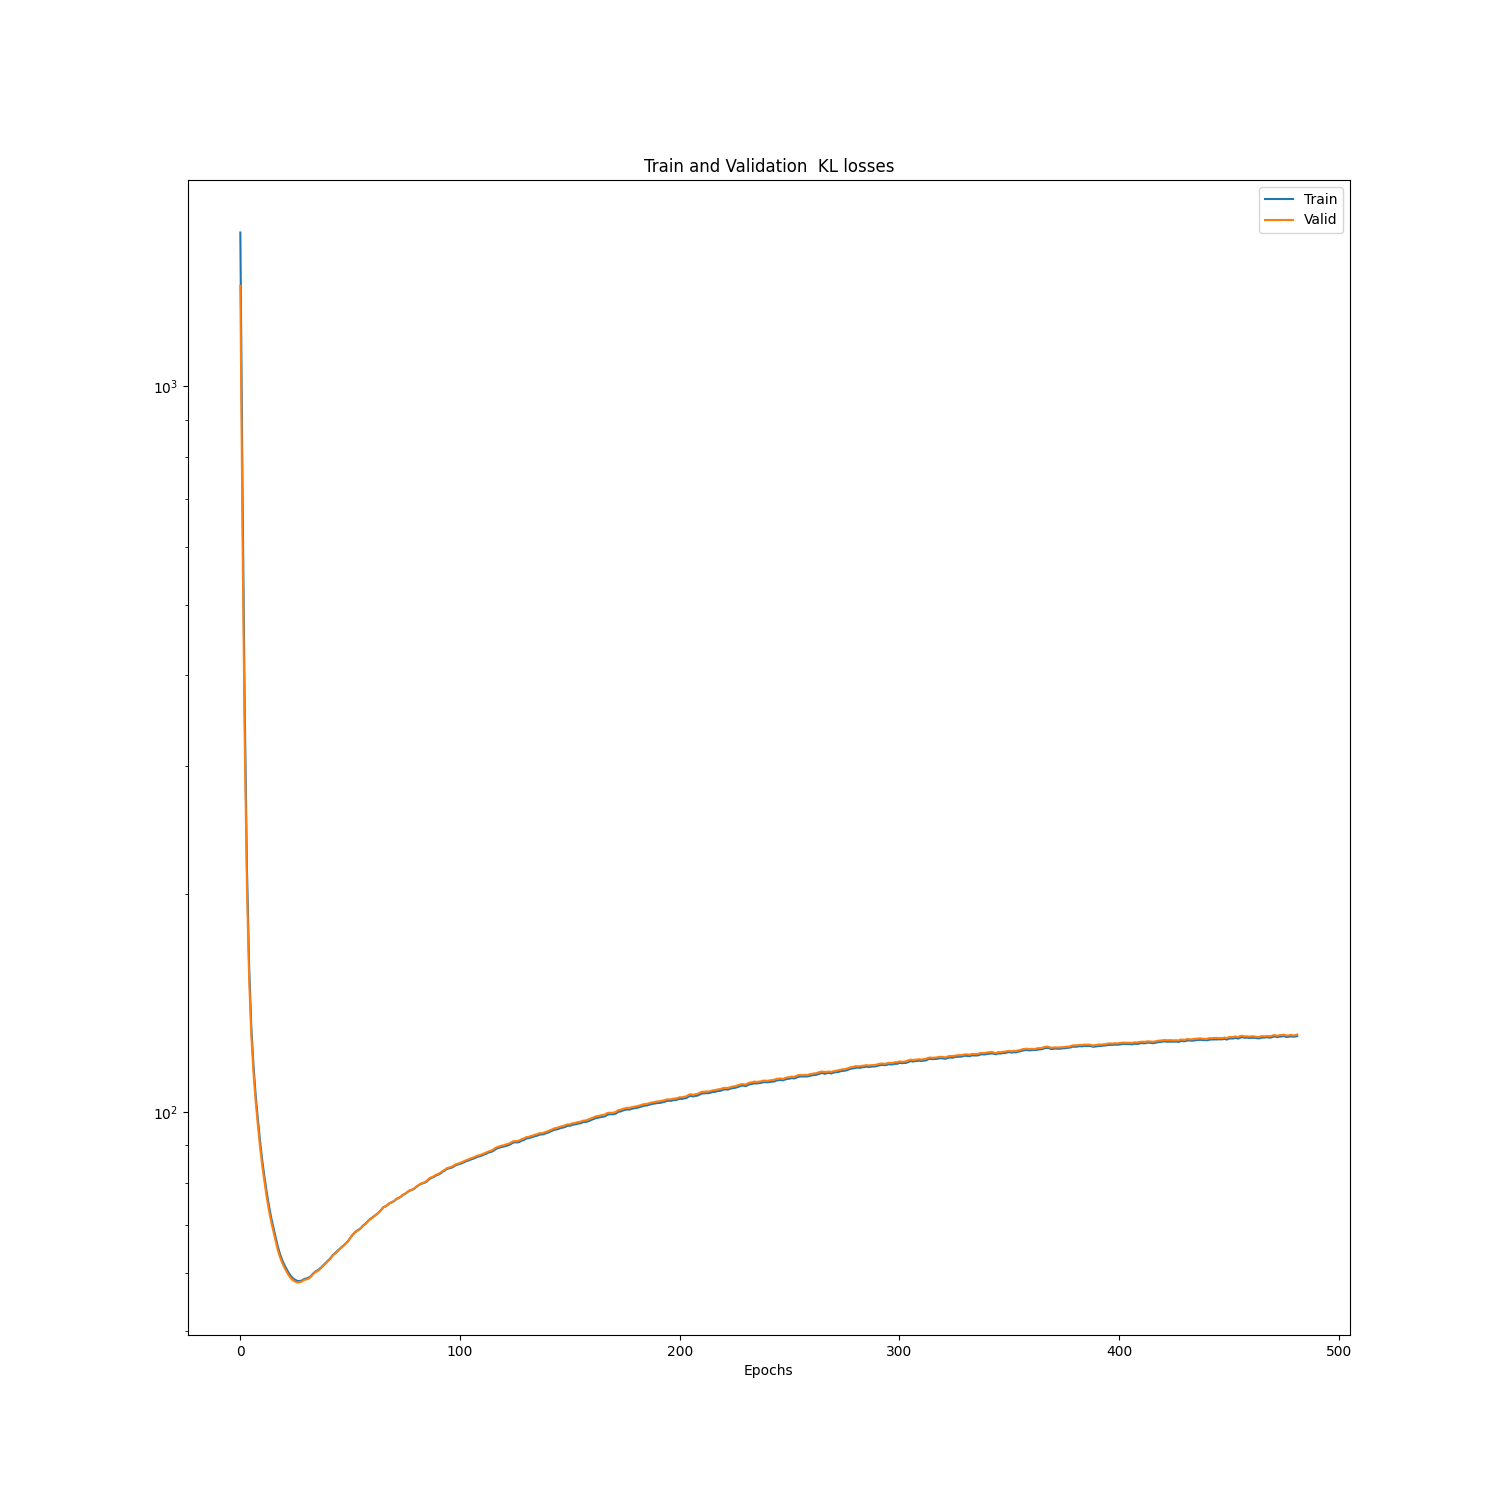 Train and Validation  KL losses
Train
Valid
10³
10²
0 100 200 300 400 500
Epochs